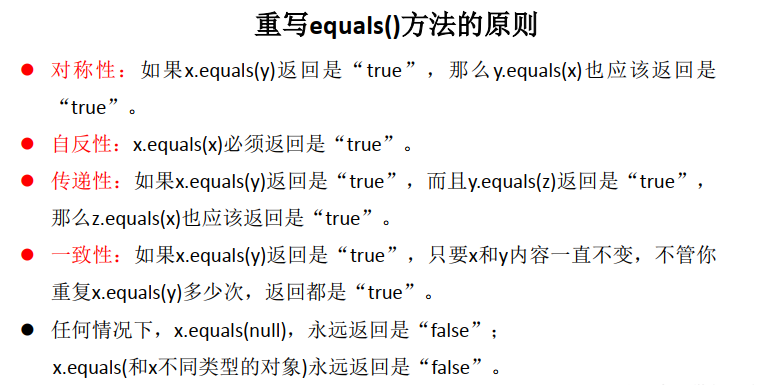 重写equals()方法的原则
● 对称性：如果x.equals(y)返回是“true”，那么y.equals(x)也应该返回是
“true”。
● 自反性：x.equals(x)必须返回是“true”。
● 传递性：如果x.equals(y)返回是“true”，而且y.equals(z)返回是“true”，
那么z.equals(x)也应该返回是“true”。
● 一致性：如果x.equals(y)返回是“true”，只要x和y内容一直不变，不管你
重复x.equals(y)多少次，返回都是“true”。
● 任何情况下，x.equals(null)，永远返回是“false”；
x.equals(和x不同类型的对象)永远返回是“false”。